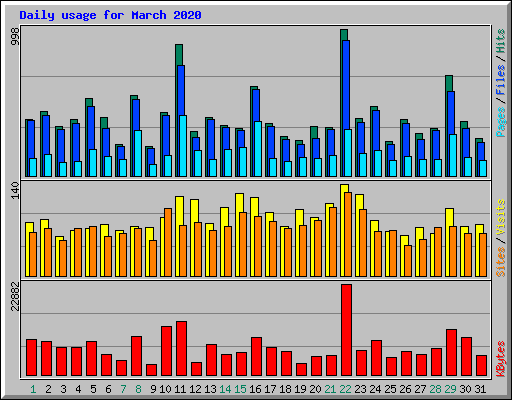 Daily usage for March 2020
998
140
22882
Pages / Files / Hits
Sites / Visits
KBytes
1 2 3 4 5 6 7 8 9 10 11 12 13 14 15 16 17 18 19 20 21 22 23 24 25 26 27 28 29 30 31